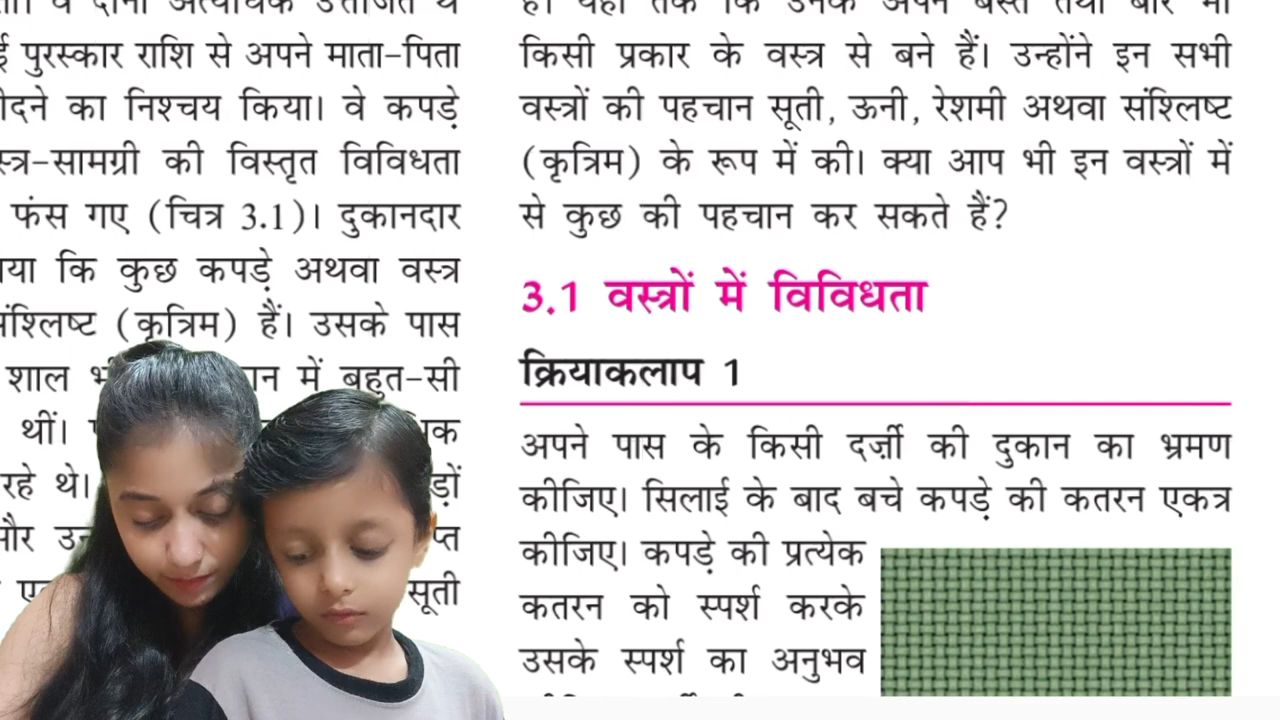 पुरस्कार राशि से अपने माता-पिता
का निश्चय किया। वे कपड़े
की विस्तृत विविधता
फंस गए (चित्र 3.1)। दुकानदार
कि कुछ कपड़े अथवा वस्त्र
(कृत्रिम) हैं। उसके पास
शाल
में बहुत-सी
थीं।
रहे थे।
सूती
किसी प्रकार के वस्त्र से बने हैं। उन्होंने इन सभी
वस्त्रों की पहचान सूती, ऊनी, रेशमी अथवा संश्लिष्ट
(कृत्रिम) के रूप में की। क्या आप भी इन वस्त्रों में
से कुछ की पहचान कर सकते हैं?
3.1 वस्त्रों में विविधता
क्रियाकलाप 1
अपने पास के किसी दर्ज़ी की दुकान का भ्रमण
कीजिए। सिलाई के बाद बचे कपड़े की कतरन एकत्र
कीजिए। कपड़े की प्रत्येक
कतरन को स्पर्श करके
उसके स्पर्श का अनुभव